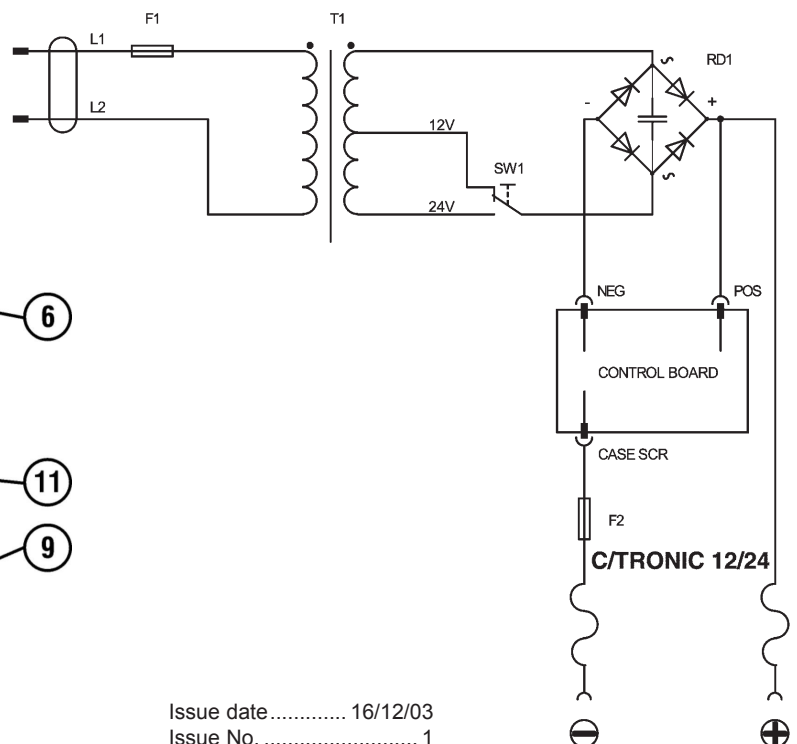 F1 T1
L1
RD1
L2
- +
12V
SW1
24V
NEG POS
6
CONTROL BOARD
11
CASE SCR
9
F2
C/TRONIC 12/24
Issue date............. 16/12/03
Issue No. .......................... 1